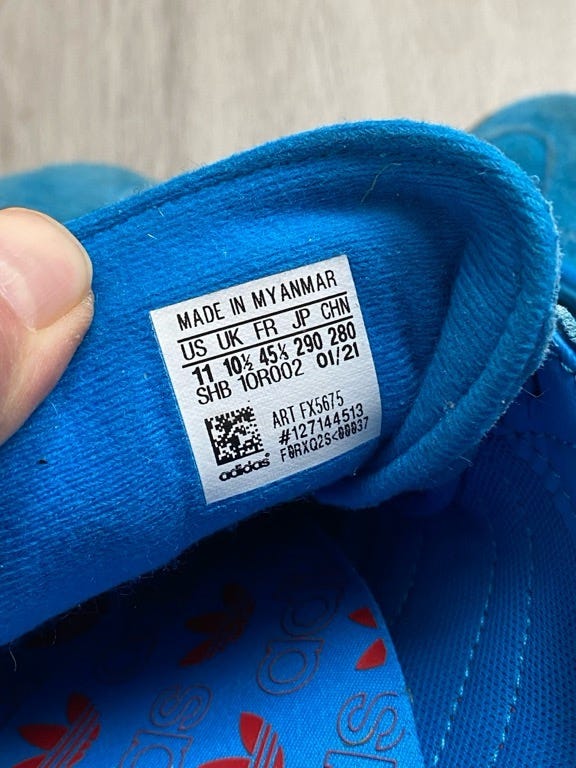 MADE IN MYANMAR
US UK FR JP CHN
11 10½ 45⅓ 290 280
SHB 10R002 01/21
ART FX5675
#127144513
adidas
adidas